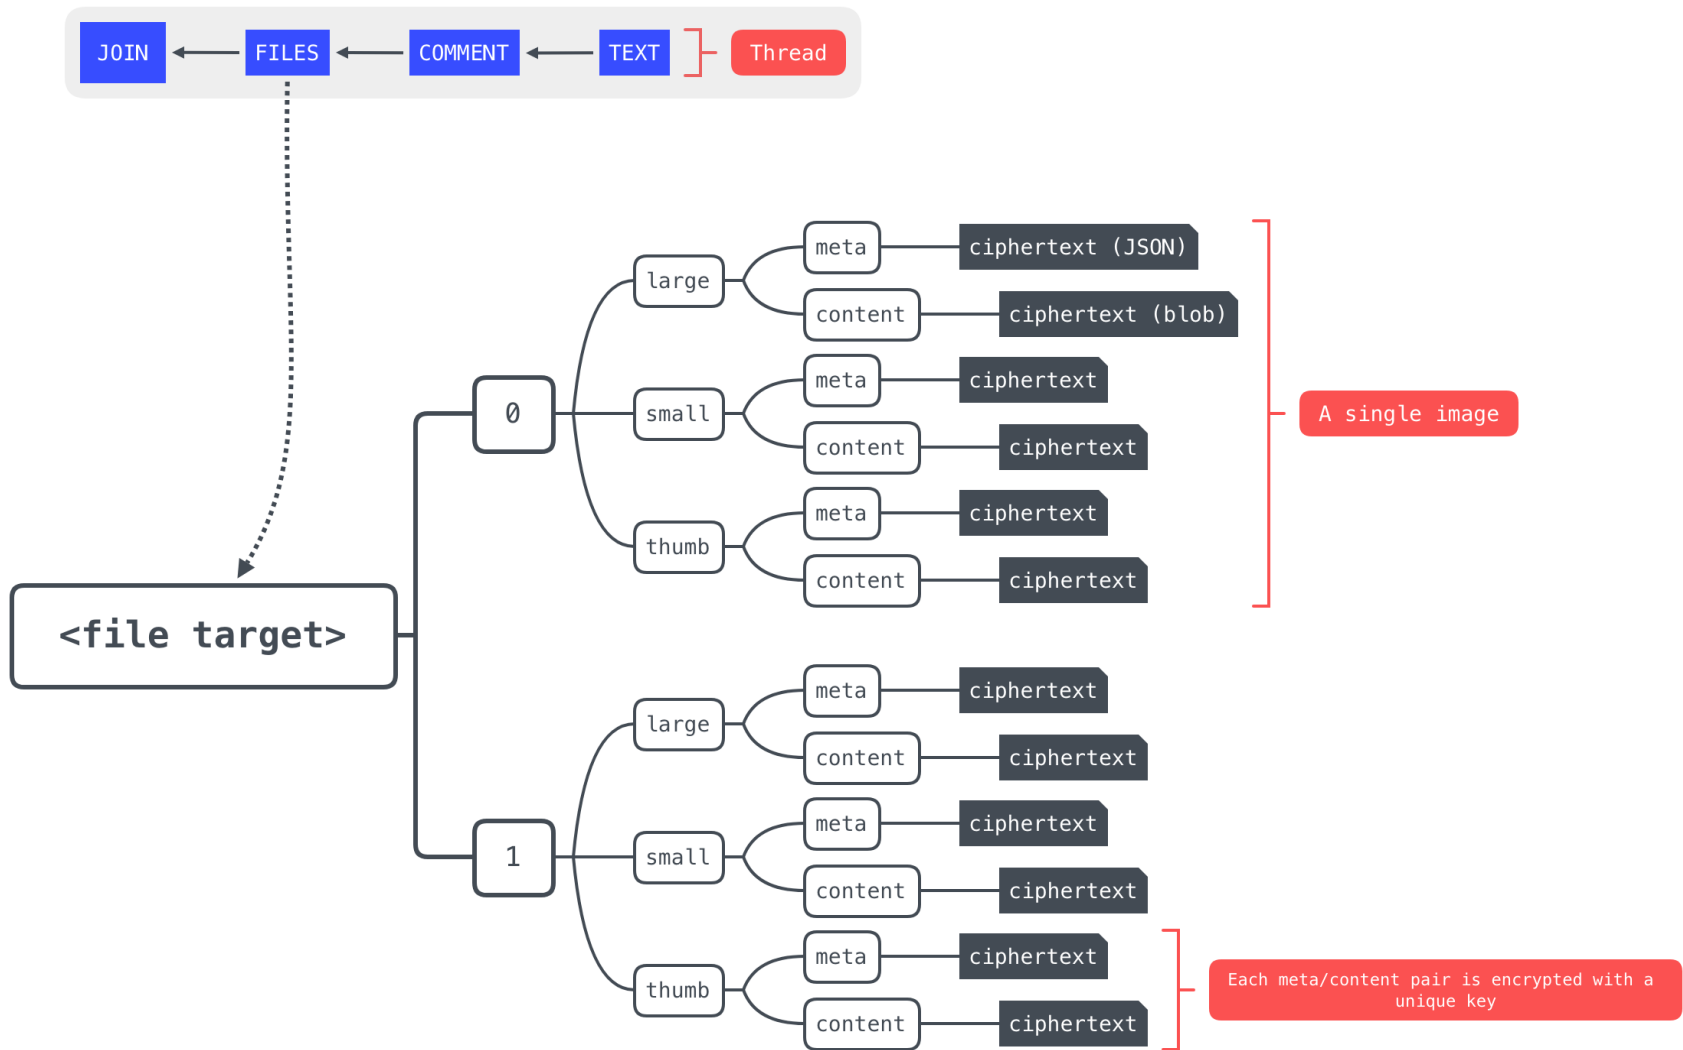 JOIN
FILES
COMMENT
TEXT
Thread
meta
ciphertext (JSON)
large
content
ciphertext (blob)
meta
ciphertext
0
small
A single image
content
ciphertext
meta
ciphertext
thumb
content
ciphertext
<file target>
meta
ciphertext
large
content
ciphertext
meta
ciphertext
1
small
content
ciphertext
meta
ciphertext
thumb
Each meta/content pair is encrypted with a
unique key
content
ciphertext